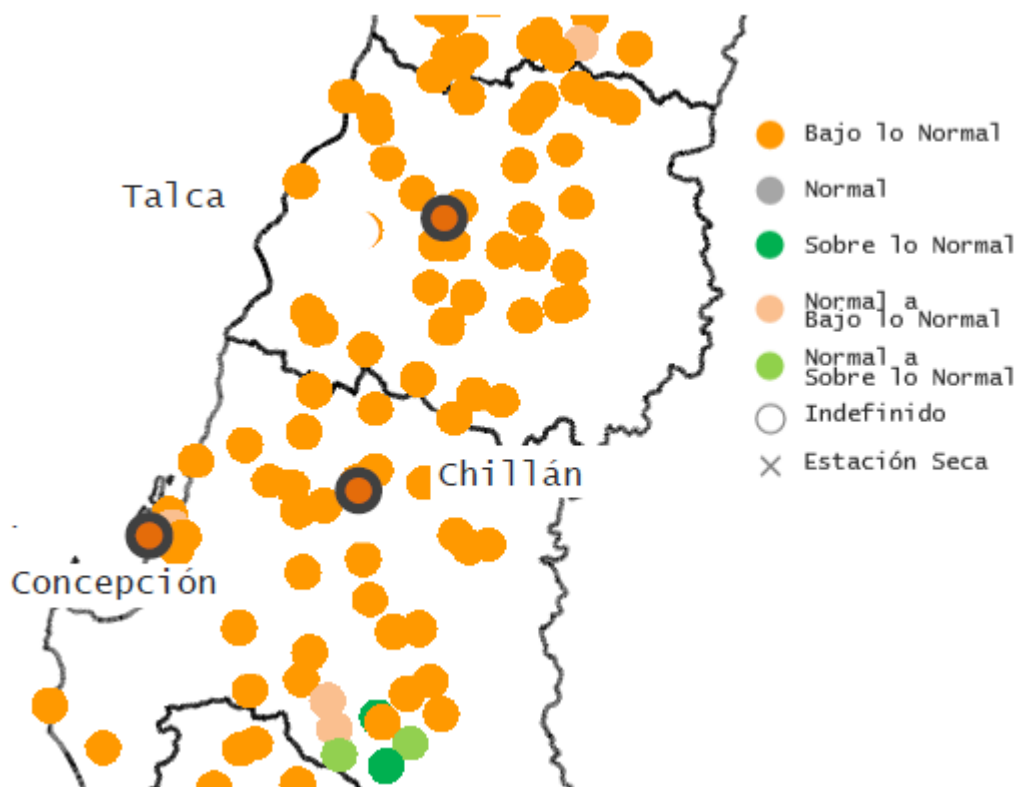 Talca
Chillán
Concepción
Bajo lo Normal
Normal
Sobre lo Normal
Normal a
Bajo lo Normal
Normal a
Sobre lo Normal
Indefinido
Estación Seca